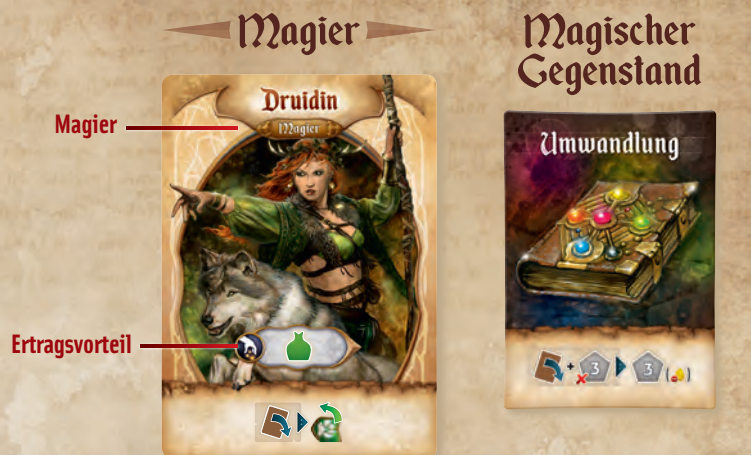 Magier
Magischer
Gegenstand
Druidin
Magier
Magier
Umwandlung
Ertragsvorteil
+ 3 3 ( )